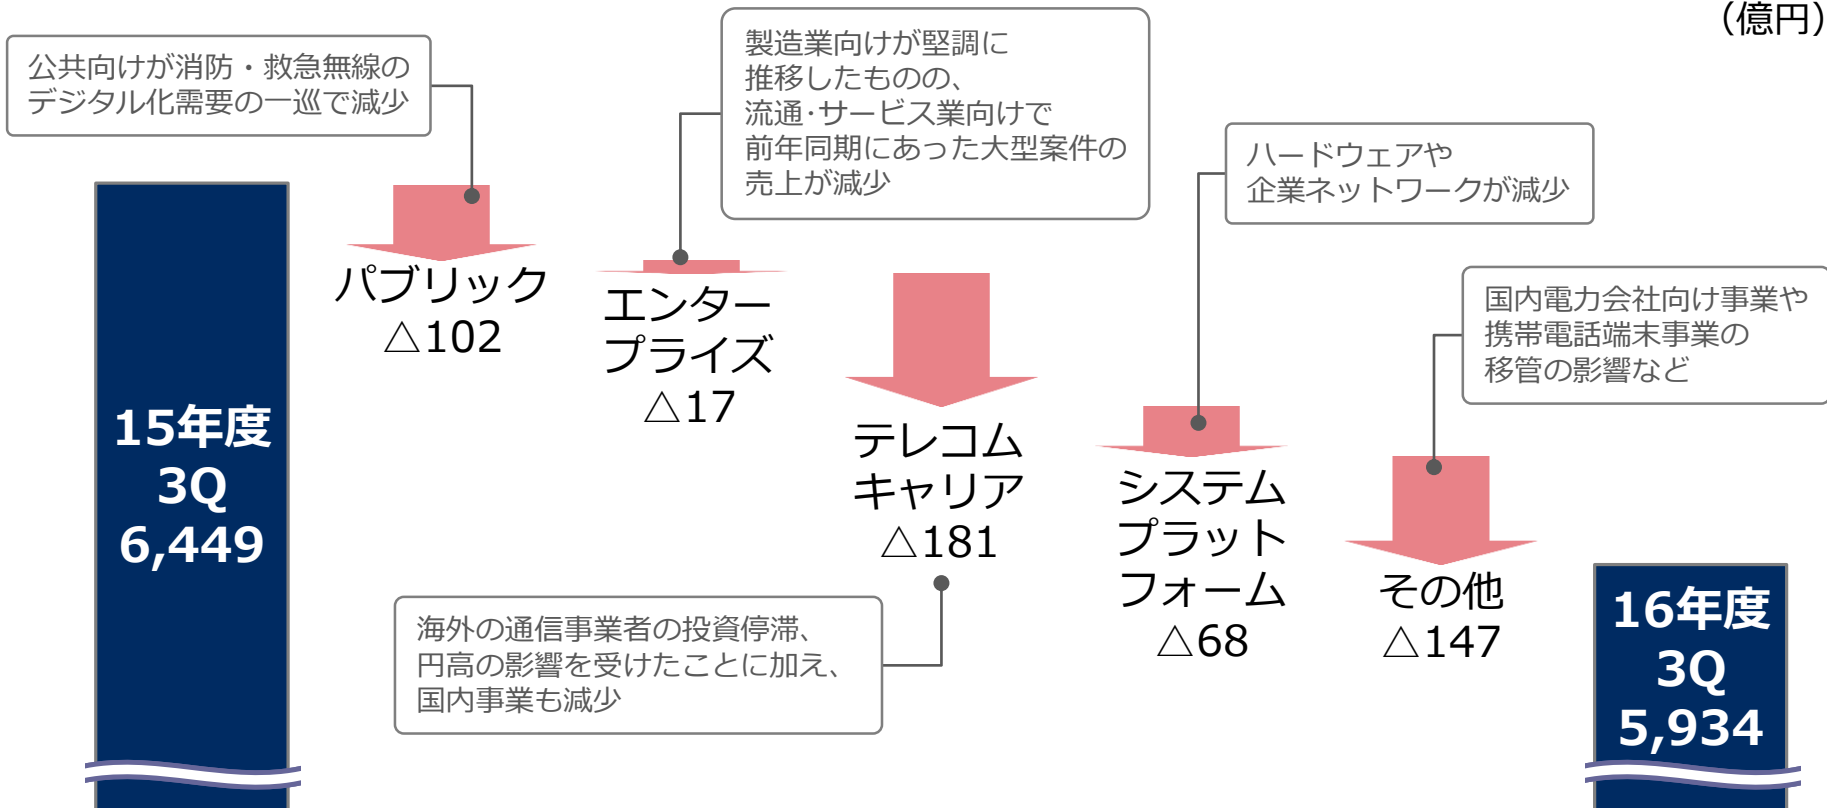 (億円)
公共向けが消防・救急無線の
デジタル化需要の一巡で減少
製造業向けが堅調に
推移したものの、
流通･サービス業向けで
前年同期にあった大型案件の
売上が減少
ハードウェアや
企業ネットワークが減少
国内電力会社向け事業や
携帯電話端末事業の
移管の影響など
15年度
3Q
6,449
パブリック
△102
エンター
プライズ
△17
テレコム
キャリア
△181
海外の通信事業者の投資停滞、
円高の影響を受けたことに加え、
国内事業も減少
システム
プラット
フォーム
△68
その他
△147
16年度
3Q
5,934